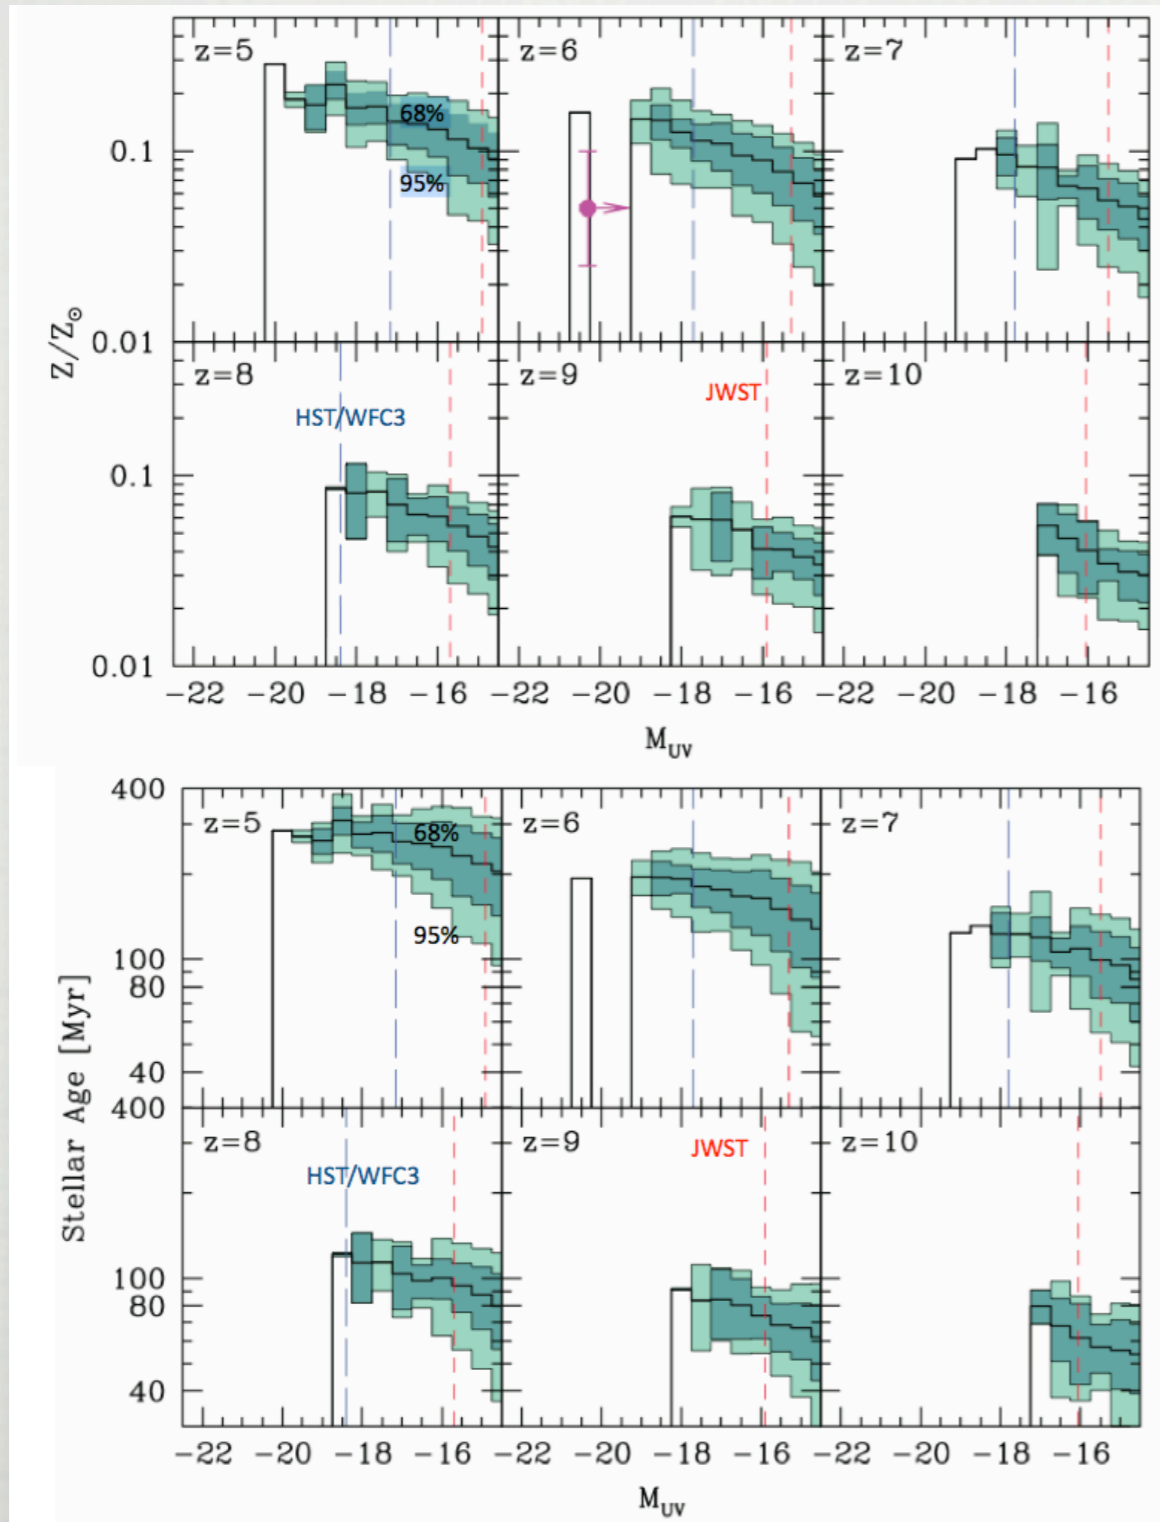 z=5
z=6
z=7
68%
95%
0.1
0.01
Z/Z⊙
z=8
z=9
z=10
HST/WFC3
JWST
0.1
0.01
−22 −20 −18 −16 −22 −20 −18 −16 −22 −20 −18 −16
M_UV
400
z=5
z=6
z=7
68%
95%
100
80
40
400
Stellar Age [Myr]
z=8
z=9
z=10
HST/WFC3
JWST
100
80
40
−22 −20 −18 −16 −22 −20 −18 −16 −22 −20 −18 −16
M_UV